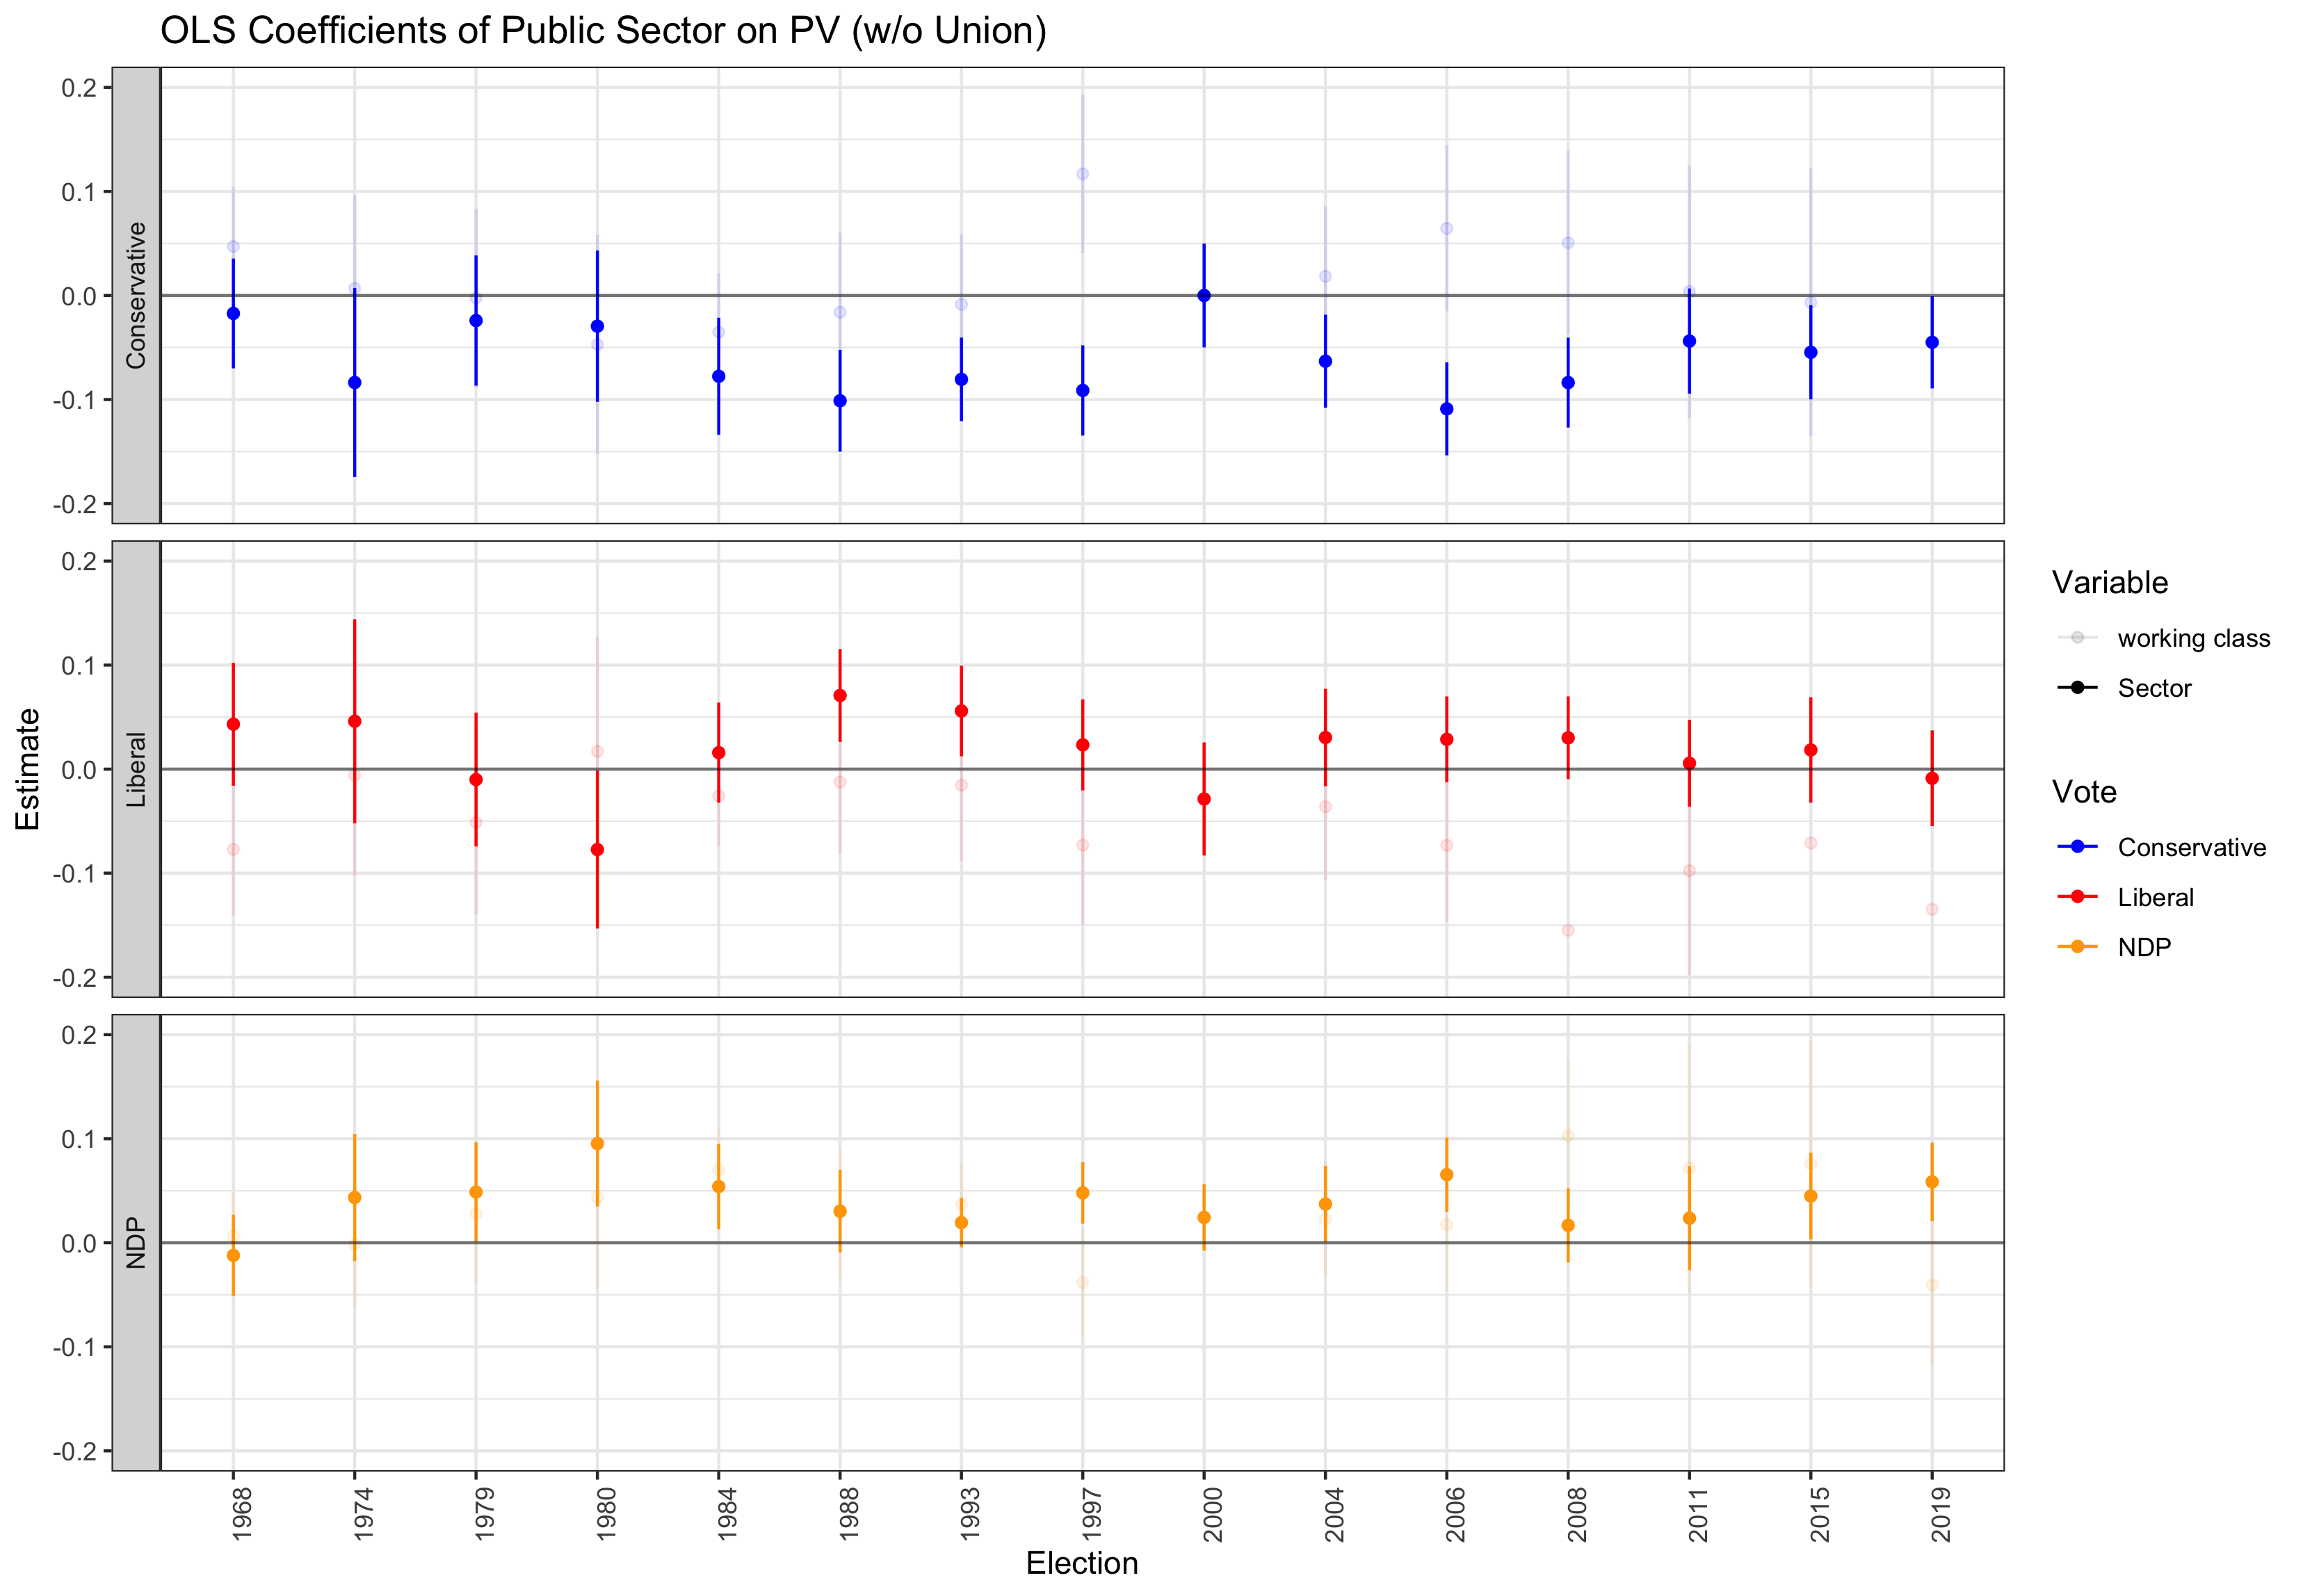 OLS Coefficients of Public Sector on PV (w/o Union)
Estimate
Conservative
0.2
0.1
0.0
-0.1
-0.2
Liberal
0.2
0.1
0.0
-0.1
-0.2
NDP
0.2
0.1
0.0
-0.1
-0.2
1968 1974 1979 1980 1984 1988 1993 1997 2000 2004 2006 2008 2011 2015 2019
Election
Variable
working class
Sector
Vote
Conservative
Liberal
NDP